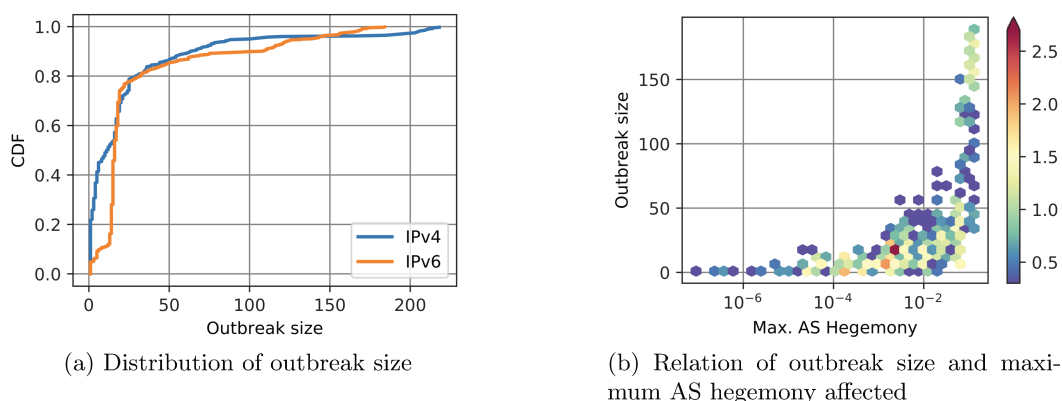 1.0
0.8
0.6
0.4
0.2
0.0
CDF
0 50 100 150 200
Outbreak size
IPv4
IPv6
(a) Distribution of outbreak size
150
100
50
0
Outbreak size
10⁻⁶ 10⁻⁴ 10⁻²
Max. AS Hegemony
2.5
2.0
1.5
1.0
0.5
(b) Relation of outbreak size and maxi-
mum AS hegemony affected